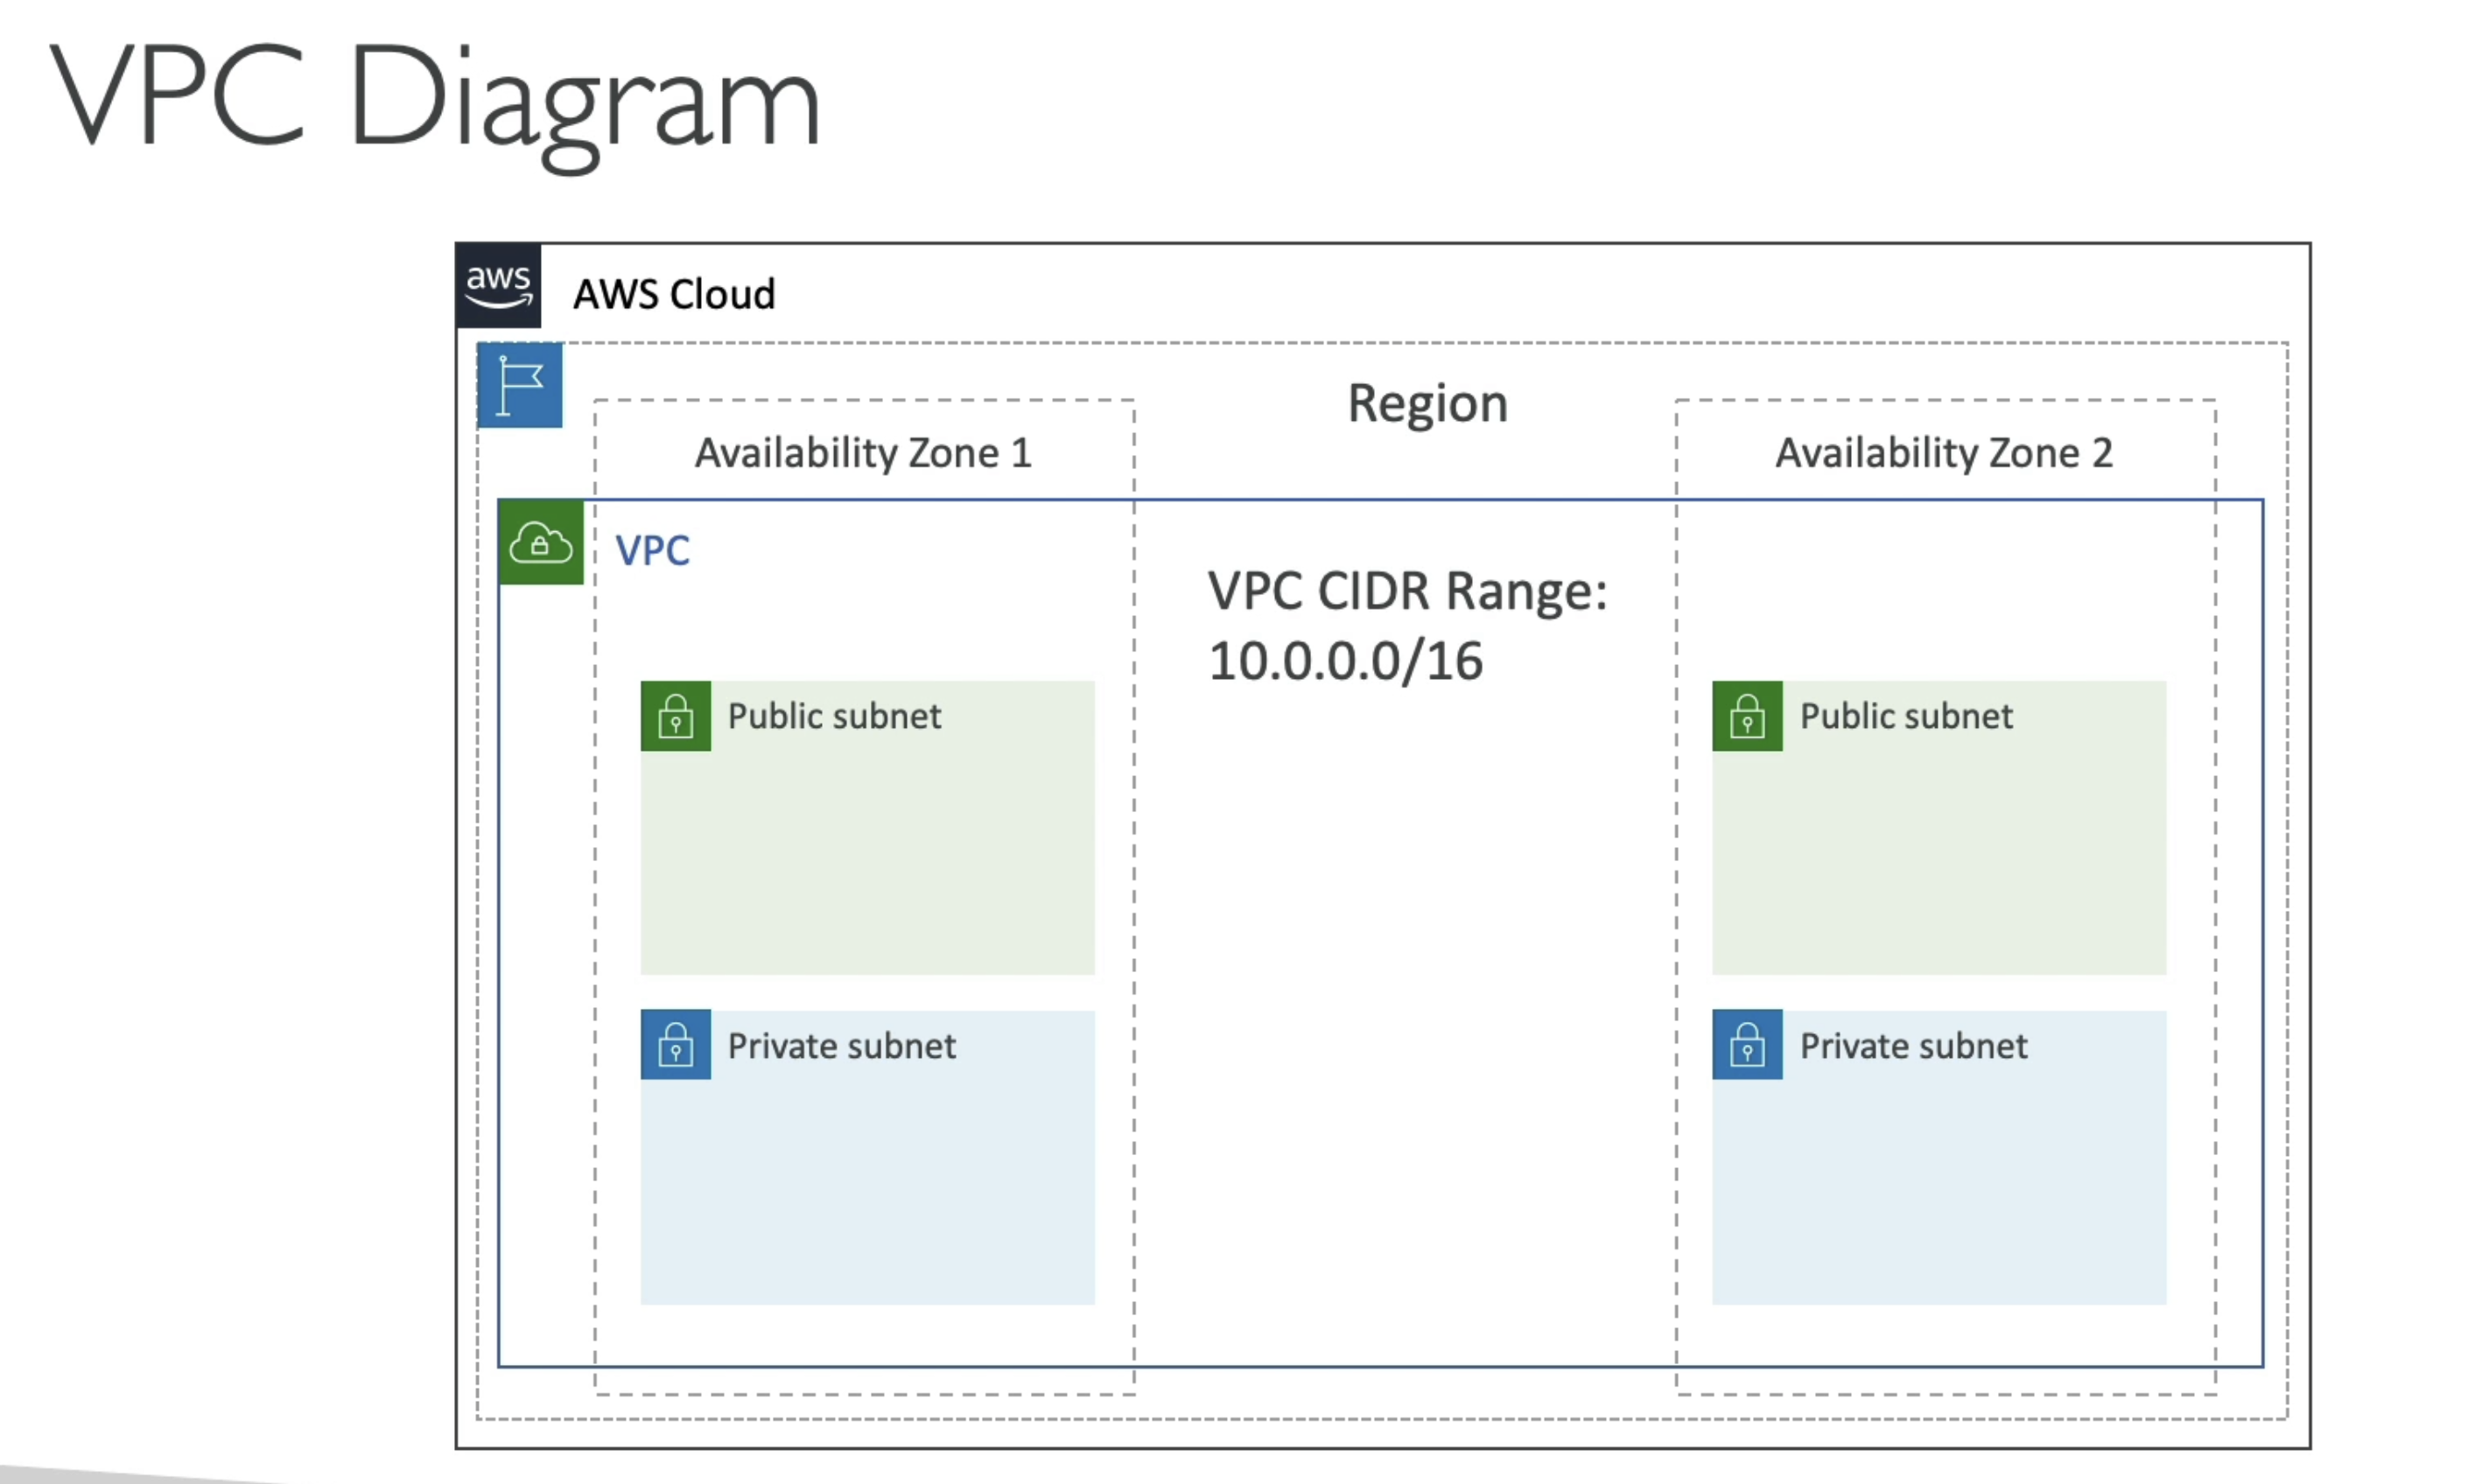 VPC Diagram
aws
AWS Cloud
Region
Availability Zone 1
Availability Zone 2
VPC
VPC CIDR Range:
10.0.0.0/16
Public subnet
Public subnet
Private subnet
Private subnet